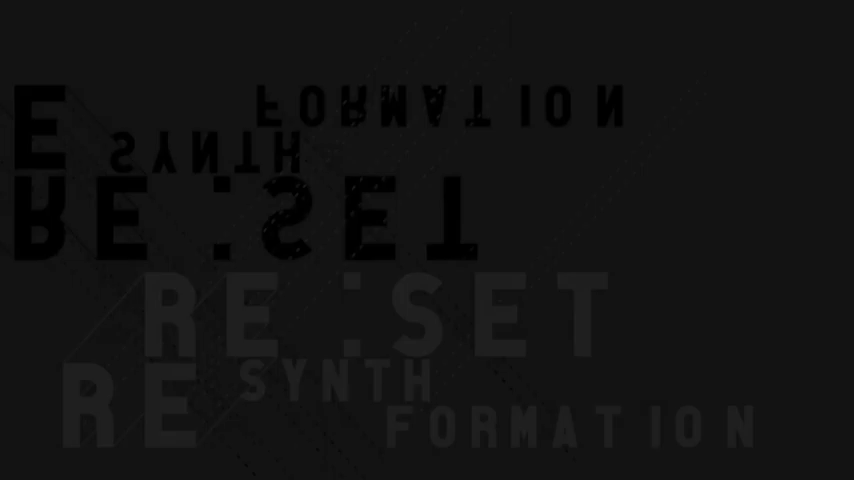 FORMATION
E SYNTH
RE:SET
RE:SET
RE SYNTH
FORMATION